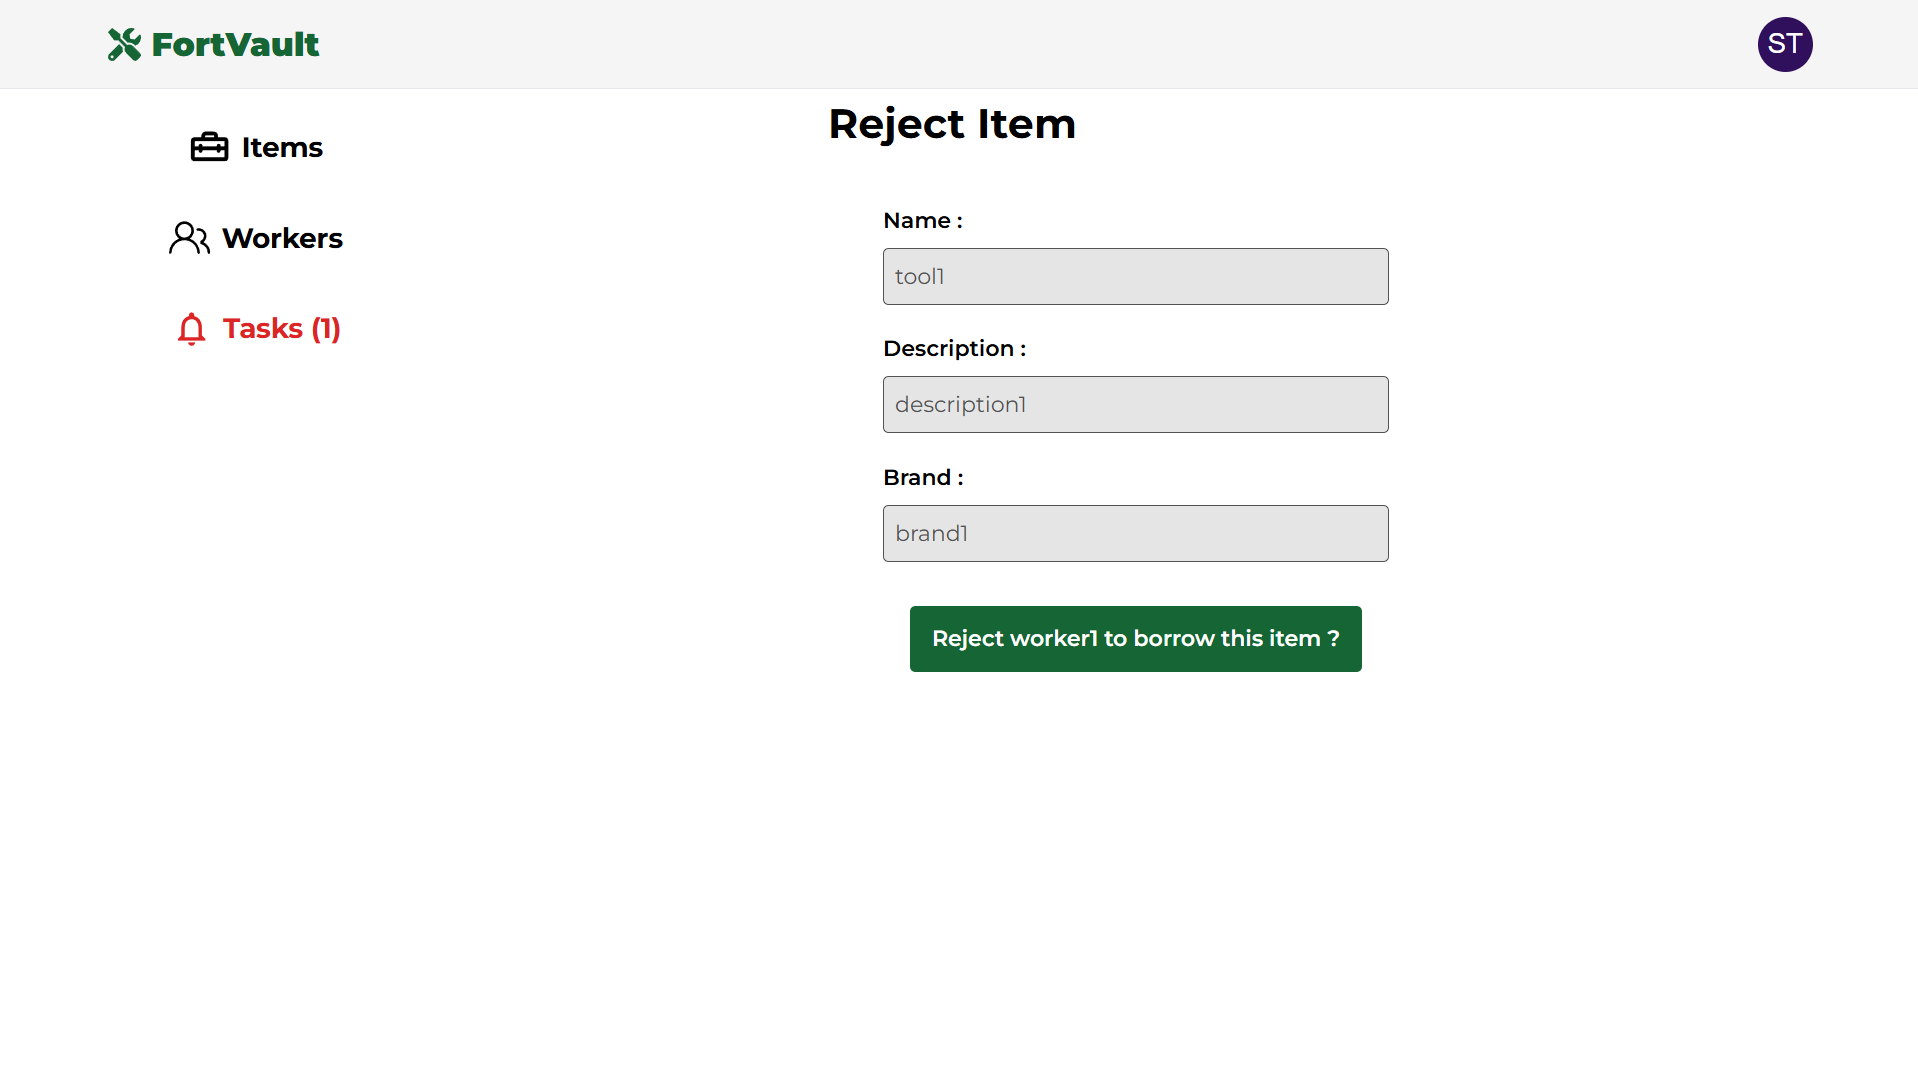 FortVault
ST
Items
Workers
Tasks (1)
Reject Item
Name :
tool1
Description :
description1
Brand :
brand1
Reject worker1 to borrow this item ?